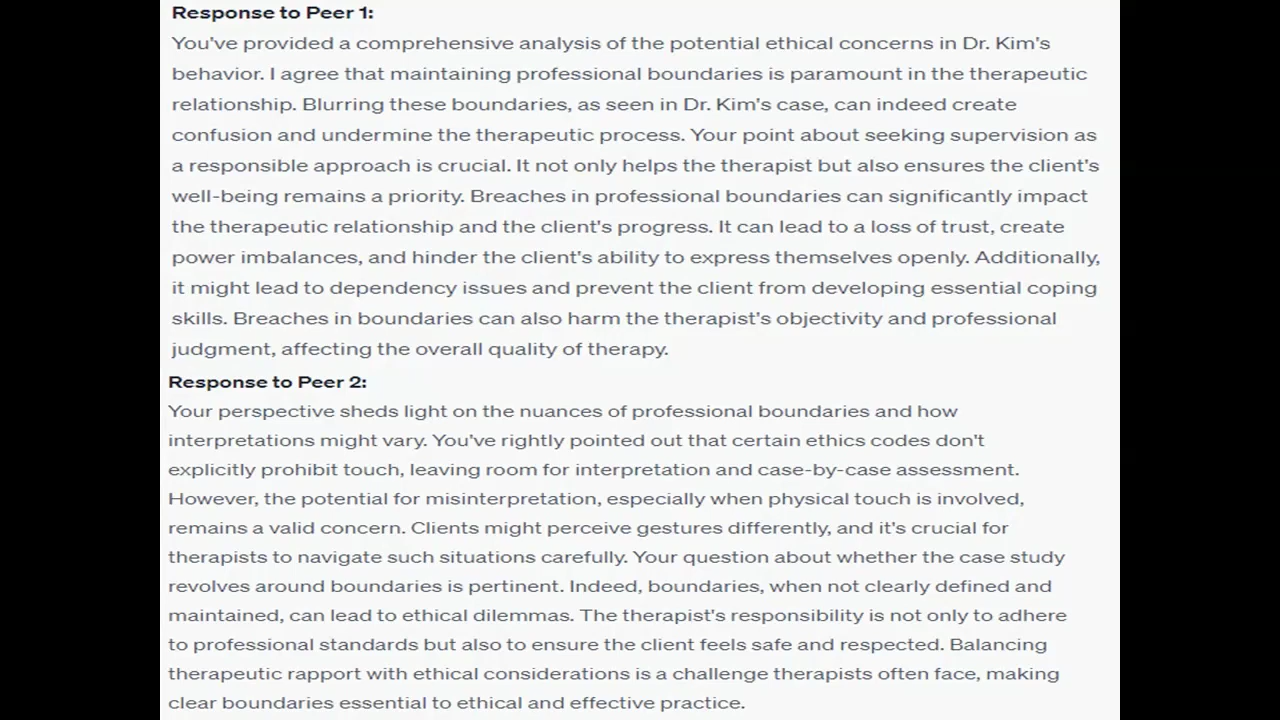 Response to Peer 1:
You've provided a comprehensive analysis of the potential ethical concerns in Dr. Kim's
behavior. I agree that maintaining professional boundaries is paramount in the therapeutic
relationship. Blurring these boundaries, as seen in Dr. Kim's case, can indeed create
confusion and undermine the therapeutic process. Your point about seeking supervision as
a responsible approach is crucial. It not only helps the therapist but also ensures the client's
well-being remains a priority. Breaches in professional boundaries can significantly impact
the therapeutic relationship and the client's progress. It can lead to a loss of trust, create
power imbalances, and hinder the client's ability to express themselves openly. Additionally,
it might lead to dependency issues and prevent the client from developing essential coping
skills. Breaches in boundaries can also harm the therapist's objectivity and professional
judgment, affecting the overall quality of therapy.
Response to Peer 2:
Your perspective sheds light on the nuances of professional boundaries and how
interpretations might vary. You've rightly pointed out that certain ethics codes don't
explicitly prohibit touch, leaving room for interpretation and case-by-case assessment.
However, the potential for misinterpretation, especially when physical touch is involved,
remains a valid concern. Clients might perceive gestures differently, and it's crucial for
therapists to navigate such situations carefully. Your question about whether the case study
revolves around boundaries is pertinent. Indeed, boundaries, when not clearly defined and
maintained, can lead to ethical dilemmas. The therapist's responsibility is not only to adhere
to professional standards but also to ensure the client feels safe and respected. Balancing
therapeutic rapport with ethical considerations is a challenge therapists often face, making
clear boundaries essential to ethical and effective practice.